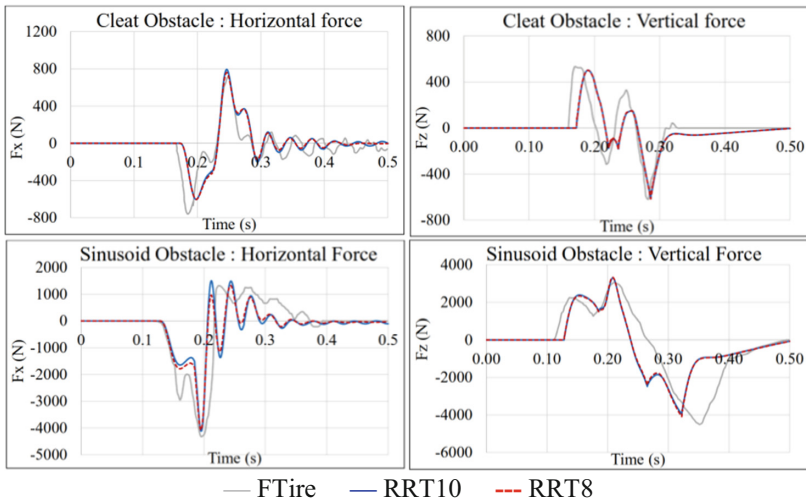 Cleat Obstacle : Horizontal force
1200
800
400
0
-400
-800
Fx (N)
0 0.1 0.2 0.3 0.4 0.5
Time (s)
Cleat Obstacle : Vertical force
800
400
0
-400
-800
Fz (N)
0.00 0.10 0.20 0.30 0.40 0.50
Time (s)
Sinusoid Obstacle : Horizontal Force
2000
1000
0
-1000
-2000
-3000
-4000
-5000
Fx (N)
0 0.1 0.2 0.3 0.4 0.5
Time (s)
Sinusoid Obstacle : Vertical Force
4000
2000
0
-2000
-4000
-6000
Fz (N)
0.00 0.10 0.20 0.30 0.40 0.50
Time (s)
FTire RRT10 RRT8